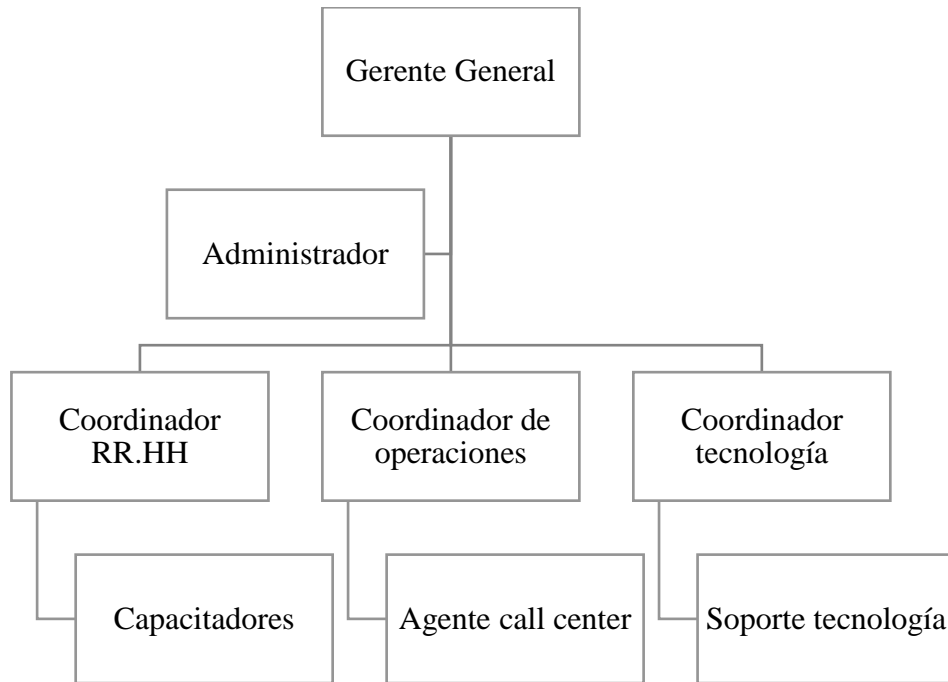 Gerente General
Administrador
Coordinador
RR.HH
Coordinador de
operaciones
Coordinador
tecnología
Capacitadores
Agente call center
Soporte tecnología